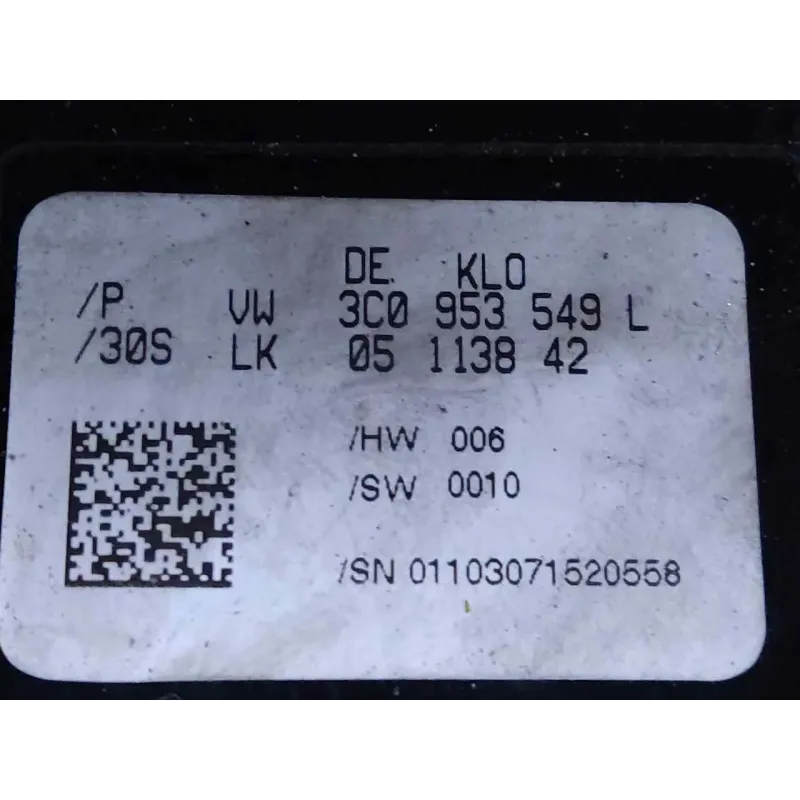 DE. KLO
/P VW 3C0 953 549 L
/30S LK 05 1138 42
/HW 006
/SW 0010
/SN 01103071520558